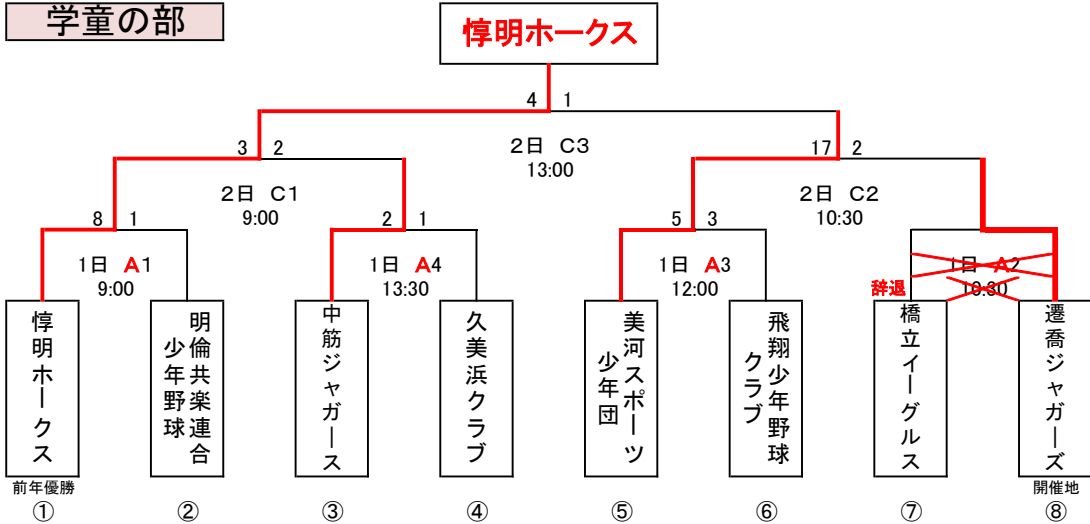 学童の部
惇明ホークス
4 1
2日 C3
13:00
3 2
17 2
2日 C1
9:00
2日 C2
10:30
8 1
2 1
5 3
1日 A1
9:00
1日 A4
13:30
1日 A3
12:00
1日 A2
10:30
辞退
惇明ホークス
明倫共楽連合
少年野球
中筋ジャガース
久美浜クラブ
美河スポーツ
少年団
飛翔少年野球
クラブ
橋立イーグルス
遷喬ジャガーズ
前年優勝
開催地
① ② ③ ④ ⑤ ⑥ ⑦ ⑧